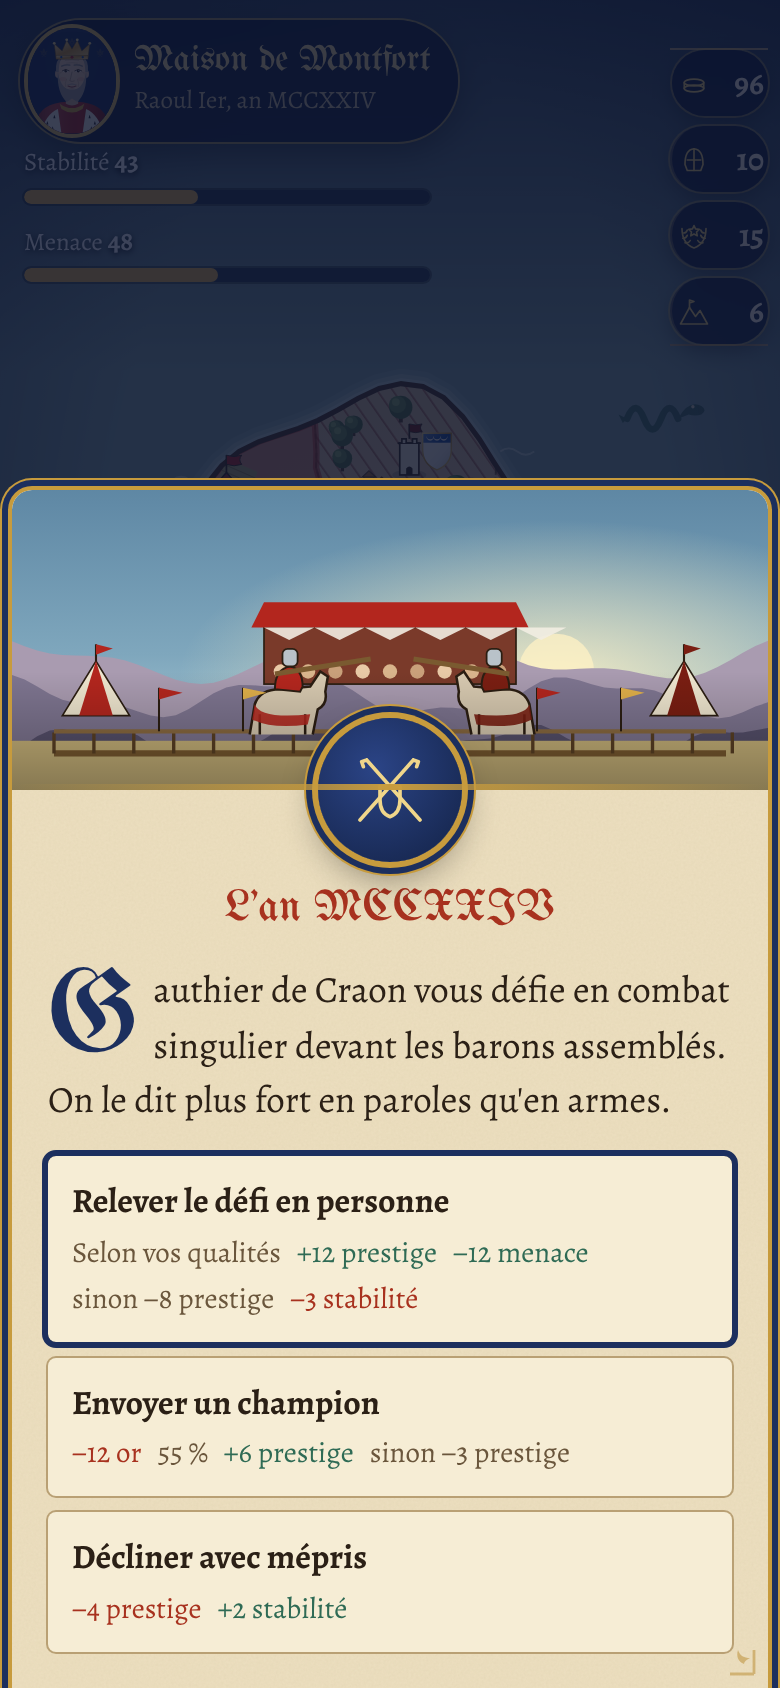 Maison de Montfort
Raoul Ier, an MCCXXIV
96
Stabilité 43
10
Menace 48
15
6
L'an MCCXXIV
Gauthier de Craon vous défie en combat
singulier devant les barons assemblés.
On le dit plus fort en paroles qu'en armes.
Relever le défi en personne
Selon vos qualités +12 prestige −12 menace
sinon −8 prestige −3 stabilité
Envoyer un champion
−12 or 55 % +6 prestige sinon −3 prestige
Décliner avec mépris
−4 prestige +2 stabilité